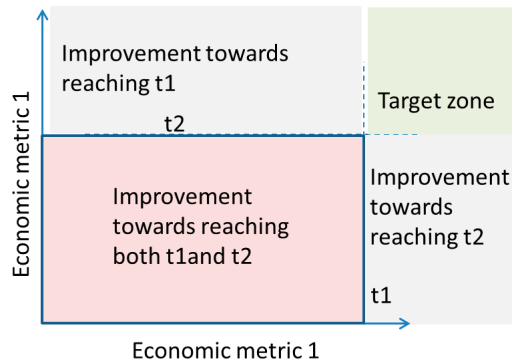 Improvement towards
reaching t1
t2
Target zone
Improvement
towards reaching
both t1and t2
Improvement
towards
reaching t2
t1
Economic metric 1
Economic metric 1